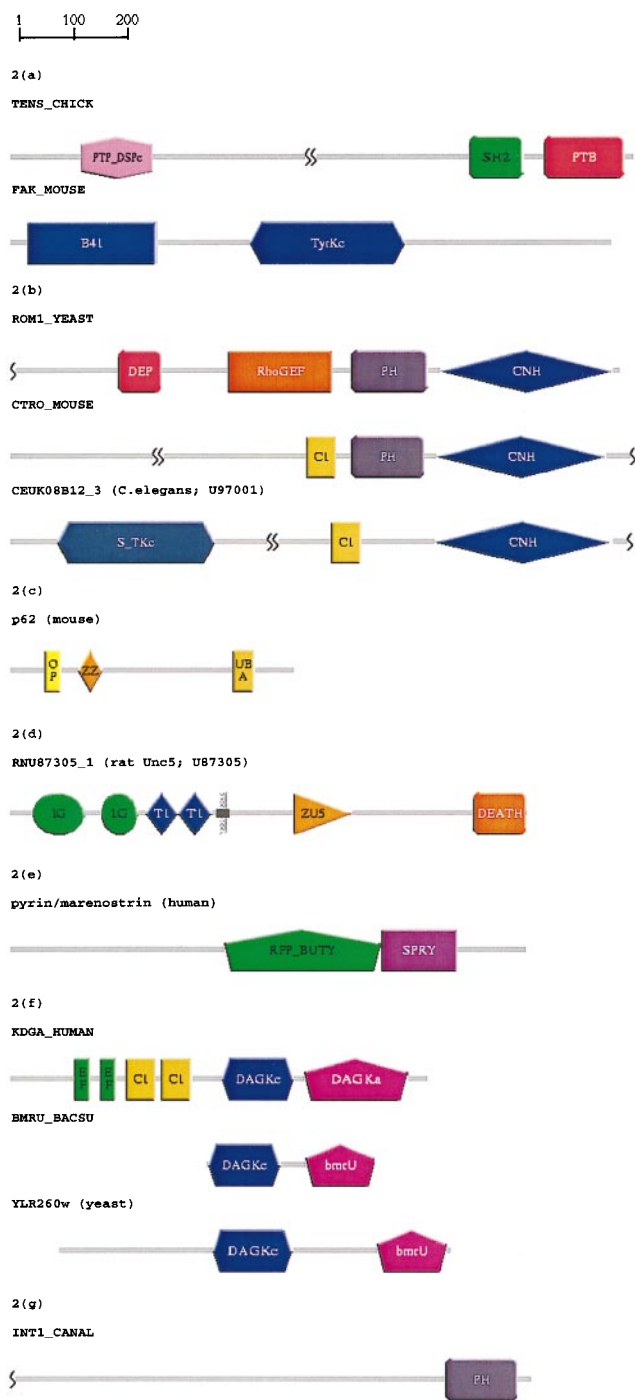 1 100 200
2(a)
TENS_CHICK
PTP_DSPc SH2 PTB
FAK_MOUSE
B41 TyrKc
2(b)
ROM1_YEAST
DEP RhoGEF PH CNH
CTRO_MOUSE
C1 PH CNH
CEUK08B12_3 (C.elegans; U97001)
S_TKc C1 CNH
2(c)
p62 (mouse)
OP ZZ UBA
2(d)
RNU87305_1 (rat Unc5; U87305)
IG IG T1 T1 ZU5 DEATH
2(e)
pyrin/marenostrin (human)
RFP_BUTY SPRY
2(f)
KDGA_HUMAN
EF EF C1 C1 DAGKc DAGKa
BMRU_BACSU
DAGKc bmrU
YLR260w (yeast)
DAGKc bmrU
2(g)
INT1_CANAL
PH